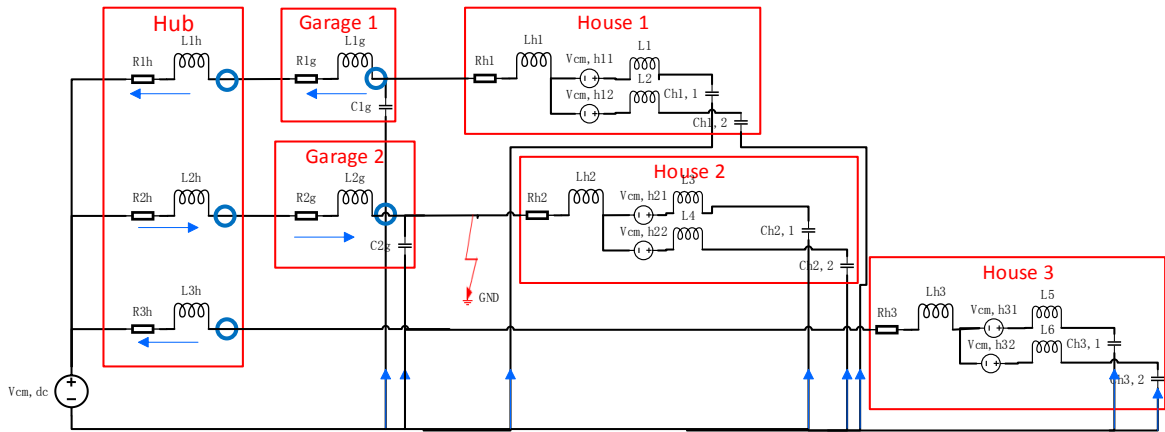 Hub
Garage 1
House 1
L1h
L1g
Lh1
L1
R1h
R1g
Rh1
Vcm, h11
L2
C1g
Vcm, h12
Ch1, 1
Ch1, 2
Garage 2
House 2
L2h
L2g
Lh2
L3
R2h
R2g
Rh2
Vcm, h21
L4
C2g
Vcm, h22
Ch2, 1
Ch2, 2
GND
House 3
L3h
Lh3
L5
R3h
Rh3
Vcm, h31
L6
Vcm, h32
Ch3, 1
Ch3, 2
Vcm, dc